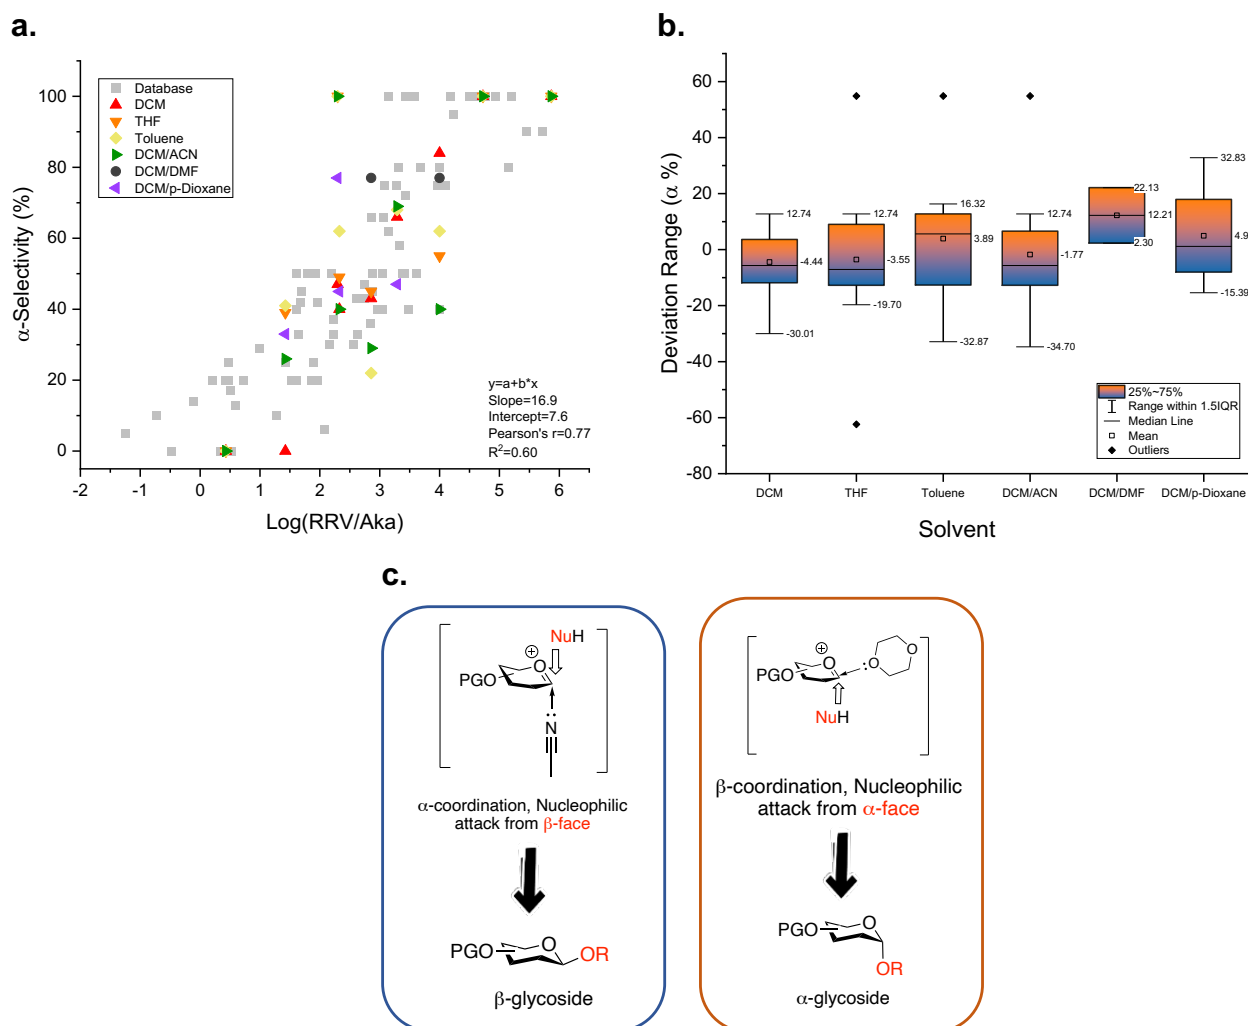 a.
α-Selectivity (%)
100
80
60
40
20
0
-2
-1
0
1
2
3
4
5
6
Log(RRV/Aka)
Database
DCM
THF
Toluene
DCM/ACN
DCM/DMF
DCM/p-Dioxane
y=a+b*x
Slope=16.9
Intercept=7.6
Pearson's r=0.77
R²=0.60
b.
Deviation Range (α %)
60
40
20
0
-20
-40
-60
-80
12.74
-4.44
-30.01
12.74
-3.55
-19.70
16.32
3.89
-32.87
12.74
-1.77
-34.70
22.13
12.21
2.30
32.83
4.9
-15.39
25%~75%
Range within 1.5IQR
Median Line
Mean
Outliers
DCM
THF
Toluene
DCM/ACN
DCM/DMF
DCM/p-Dioxane
Solvent
c.
NuH
O
PGO
N
α-coordination, Nucleophilic
attack from β-face
PGO
O
OR
β-glycoside
O
O
O
PGO
NuH
β-coordination, Nucleophilic
attack from α-face
O
PGO
OR
α-glycoside